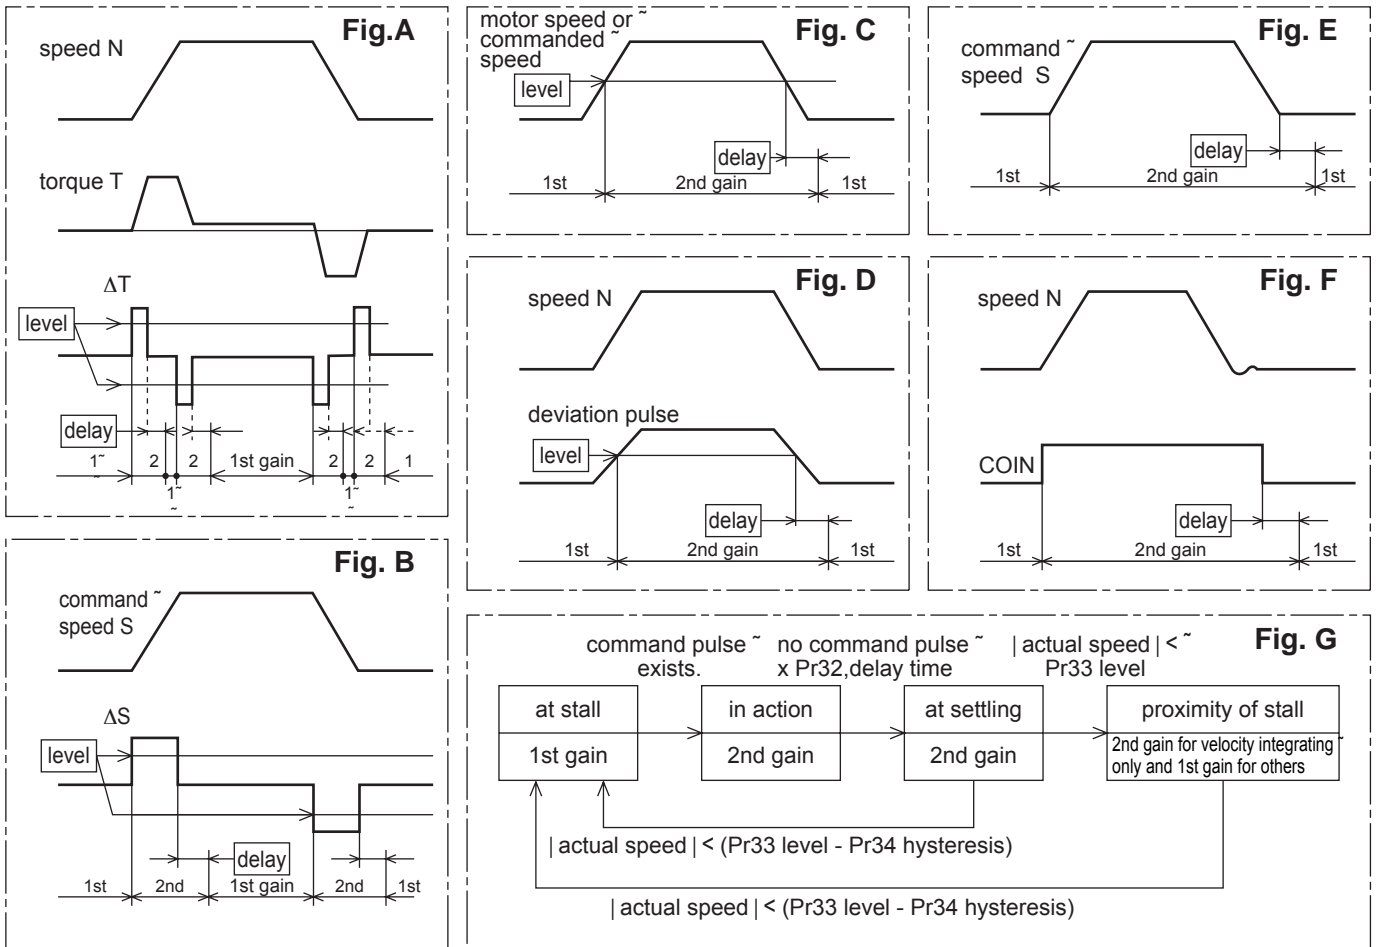 Fig.A
speed N
torque T
ΔT
level
delay
1˜ 2 2 1st gain 2 2 1
˜ 1˜ 1˜
˜ ˜
Fig. B
command ˜
speed S
ΔS
level
delay
1st 2nd 1st gain 2nd 1st
Fig. C
motor speed or ˜
commanded ˜
speed
level
delay
1st 2nd gain 1st
Fig. D
speed N
deviation pulse
level
delay
1st 2nd gain 1st
Fig. E
command ˜
speed S
delay
1st 2nd gain 1st
Fig. F
speed N
COIN
delay
1st 2nd gain 1st
Fig. G
command pulse ˜
exists.
no command pulse ˜
x Pr32,delay time
| actual speed | < ˜
Pr33 level
at stall
1st gain
in action
2nd gain
at settling
2nd gain
proximity of stall
2nd gain for velocity integrating ˜
only and 1st gain for others
| actual speed | < (Pr33 level - Pr34 hysteresis)
| actual speed | < (Pr33 level - Pr34 hysteresis)